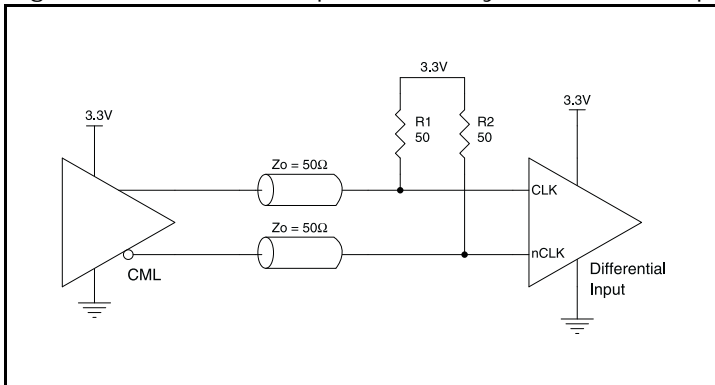 3.3V
3.3V
3.3V
R1
50
R2
50
Zo = 50Ω
CLK
Zo = 50Ω
nCLK
CML
Differential
Input